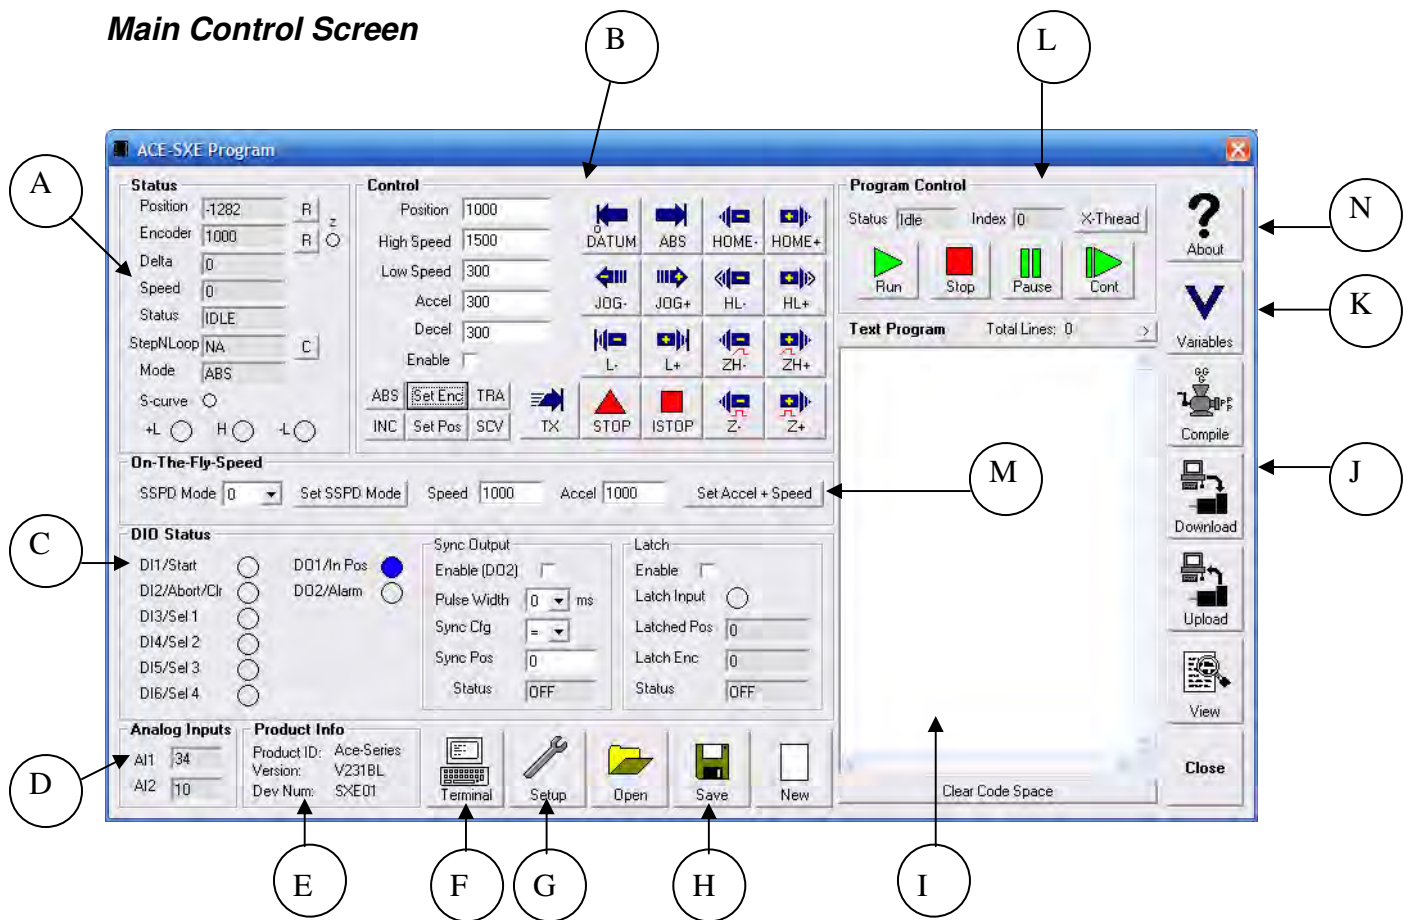 Main Control Screen
B
L
ACE-SXE Program
A
Status
Position -1282 R
Encoder 1000 R Z
Delta 0
Speed 0
Status IDLE
StepNLoop NA C
Mode ABS
S-curve
+L H -L
Control
Position 1000
High Speed 1500
Low Speed 300
Accel 300
Decel 300
Enable
ABS Set Enc TRA
INC Set Pos SCV
0
DATUM ABS HOME- HOME+
JOG- JOG+ HL- HL+
L- L+ ZH- ZH+
TX STOP ISTOP Z- Z+
Program Control
Status Idle Index 0 X-Thread
Run Stop Pause Cont
Text Program Total Lines: 0 >
Clear Code Space
About
Variables
Compile
Download
Upload
View
Close
N
K
J
On-The-Fly-Speed
SSPD Mode 0 Set SSPD Mode Speed 1000 Accel 1000 Set Accel + Speed
M
C
DIO Status
DI1/Start DO1/In Pos
DI2/Abort/Clr DO2/Alarm
DI3/Sel 1
DI4/Sel 2
DI5/Sel 3
DI6/Sel 4
Sync Output
Enable (DO2)
Pulse Width 0 ms
Sync Cfg =
Sync Pos 0
Status OFF
Latch
Enable
Latch Input
Latched Pos 0
Latch Enc 0
Status OFF
D
Analog Inputs
AI1 34
AI2 10
Product Info
Product ID: Ace-Series
Version: V231BL
Dev Num: SXE01
Terminal Setup Open Save New
E
F
G
H
I